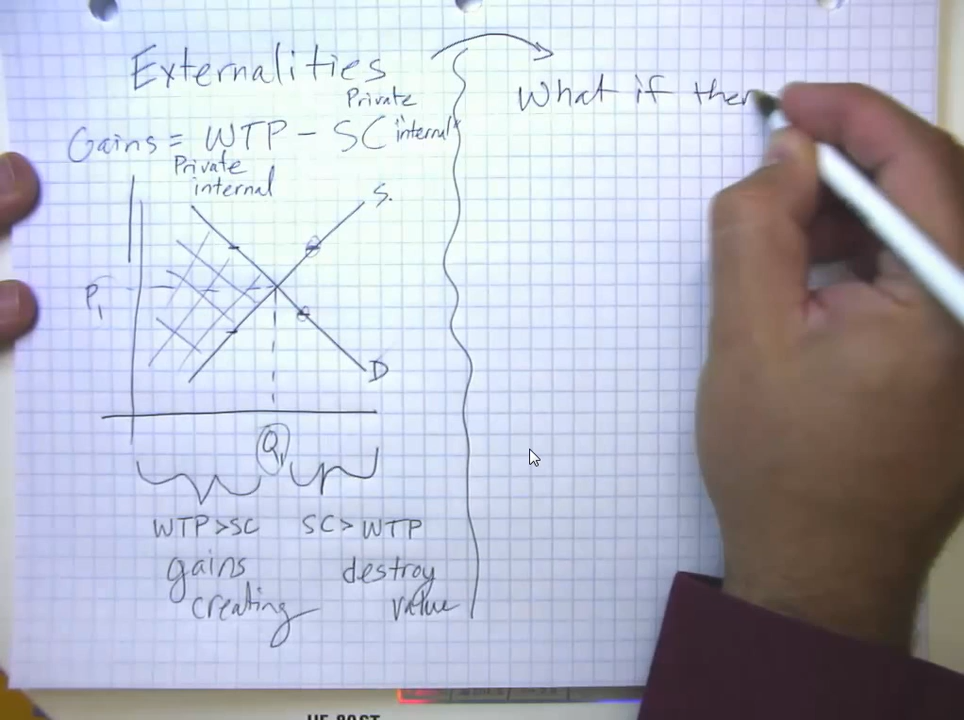 Externalities
Private
Gains = WTP - SC internal
Private
internal
S.
P1
D
Q1
WTP > SC
gains
creating
SC > WTP
destroy
value
What if ther